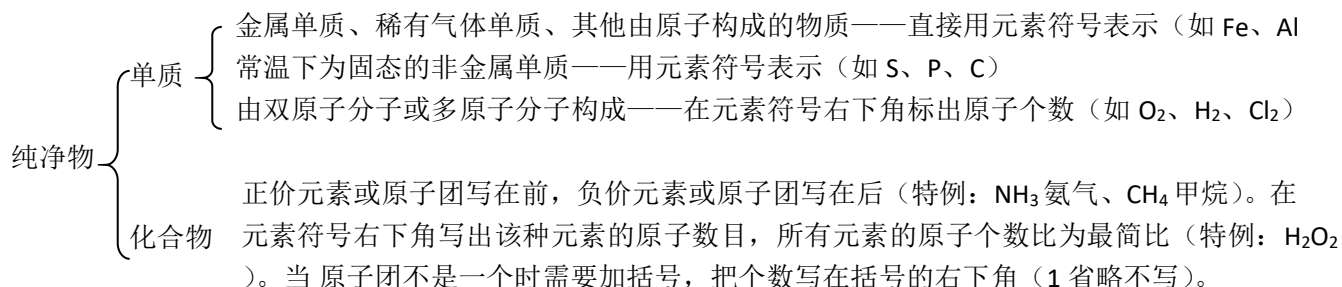 金属单质、稀有气体单质、其他由原子构成的物质——直接用元素符号表示（如 Fe、Al
单质
常温下为固态的非金属单质——用元素符号表示（如 S、P、C）
由双原子分子或多原子分子构成——在元素符号右下角标出原子个数（如 O₂、H₂、Cl₂）
纯净物
正价元素或原子团写在前，负价元素或原子团写在后（特例：NH₃氨气、CH₄甲烷）。在
化合物
元素符号右下角写出该种元素的原子数目，所有元素的原子个数比为最简比（特例：H₂O₂
）。当 原子团不是一个时需要加括号，把个数写在括号的右下角（1 省略不写）。